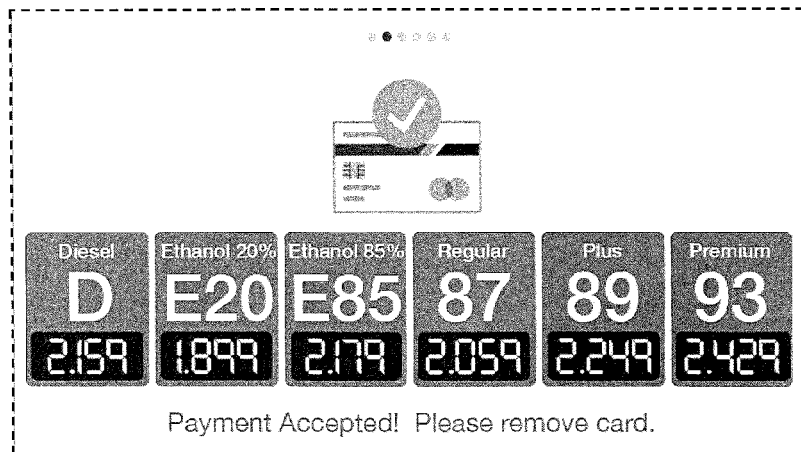 Diesel Ethanol 20% Ethanol 85% Regular Plus Premium
D E20 E85 87 89 93
2.159 1.899 2.179 2.059 2.249 2.429
Payment Accepted! Please remove card.